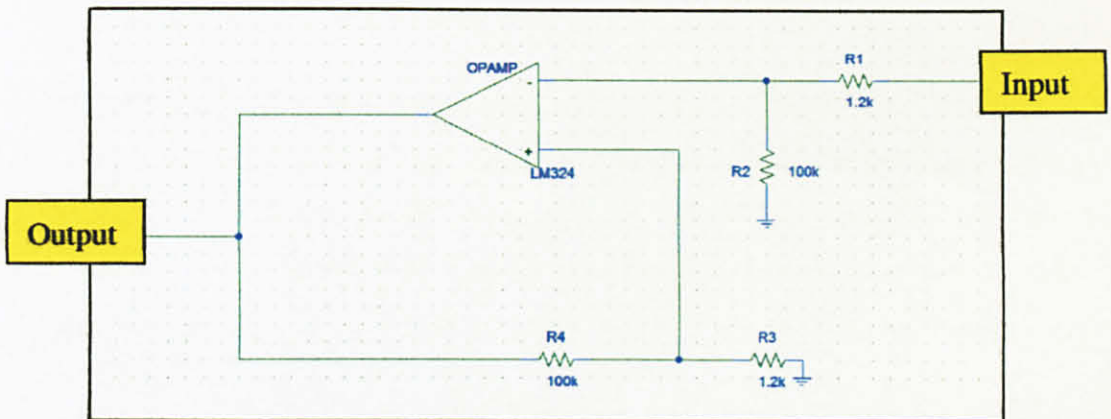 OPAMP
-
+
LM324
R1
1.2k
Input
R2 100k
Output
R4
100k
R3
1.2k